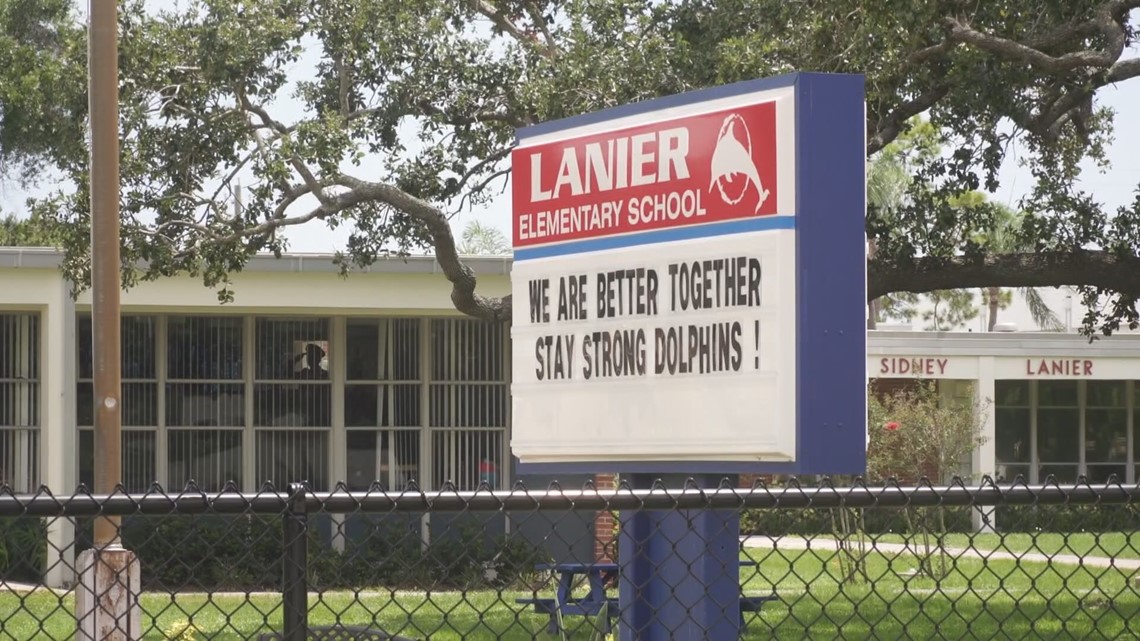 LANIER
ELEMENTARY SCHOOL
WE ARE BETTER TOGETHER
STAY STRONG DOLPHINS !
SIDNEY LANIER